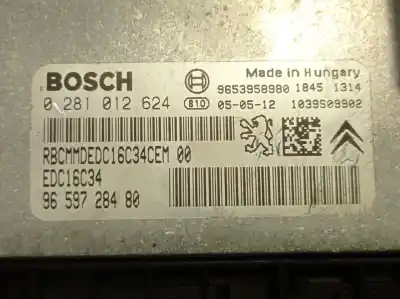 BOSCH
Made in Hungary
0 281 012 624
9653958980 1845 1314
810 05-05-12 1039S09902
RBCMMDEDC16C34CEM 00
EDC16C34
96 597 284 80